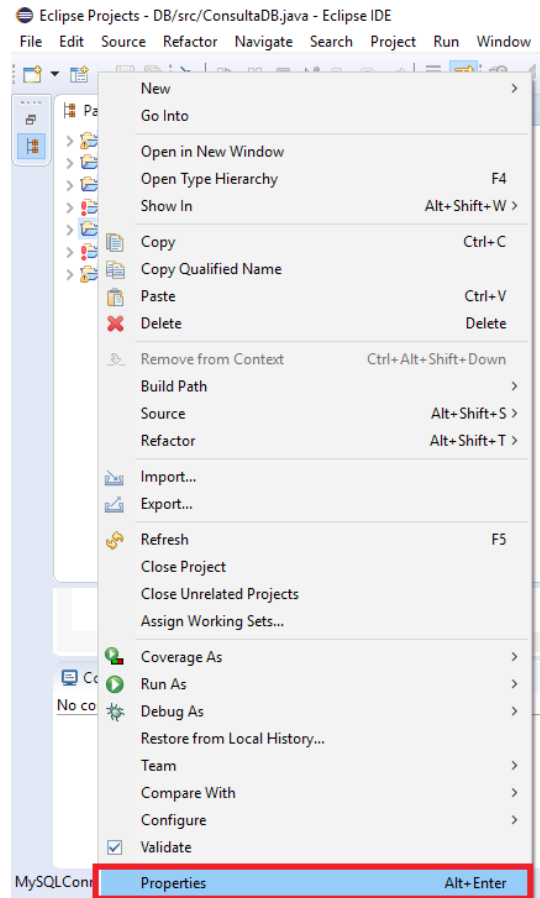 Eclipse Projects - DB/src/ConsultaDB.java - Eclipse IDE
File Edit Source Refactor Navigate Search Project Run Window
New >
Go Into
Open in New Window
Open Type Hierarchy F4
Show In Alt+Shift+W >
Copy Ctrl+C
Copy Qualified Name
Paste Ctrl+V
Delete Delete
Remove from Context Ctrl+Alt+Shift+Down
Build Path >
Source Alt+Shift+S >
Refactor Alt+Shift+T >
Import...
Export...
Refresh F5
Close Project
Close Unrelated Projects
Assign Working Sets...
Coverage As >
Run As >
Debug As >
Restore from Local History...
Team >
Compare With >
Configure >
Validate
Properties Alt+Enter
Pa
Co
No co
MySQLConn